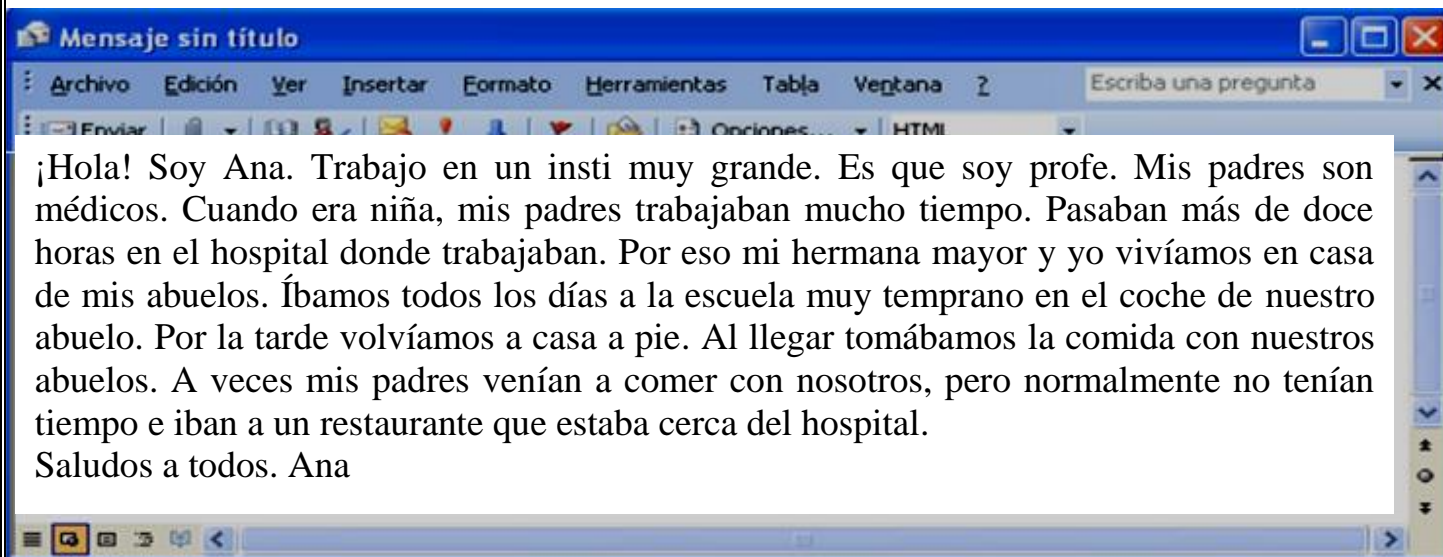 Mensaje sin título
Archivo Edición Ver Insertar Formato Herramientas Tabla Ventana ? Escriba una pregunta
Enviar Opciones... HTML
¡Hola! Soy Ana. Trabajo en un insti muy grande. Es que soy profe. Mis padres son
médicos. Cuando era niña, mis padres trabajaban mucho tiempo. Pasaban más de doce
horas en el hospital donde trabajaban. Por eso mi hermana mayor y yo vivíamos en casa
de mis abuelos. Íbamos todos los días a la escuela muy temprano en el coche de nuestro
abuelo. Por la tarde volvíamos a casa a pie. Al llegar tomábamos la comida con nuestros
abuelos. A veces mis padres venían a comer con nosotros, pero normalmente no tenían
tiempo e iban a un restaurante que estaba cerca del hospital.
Saludos a todos. Ana